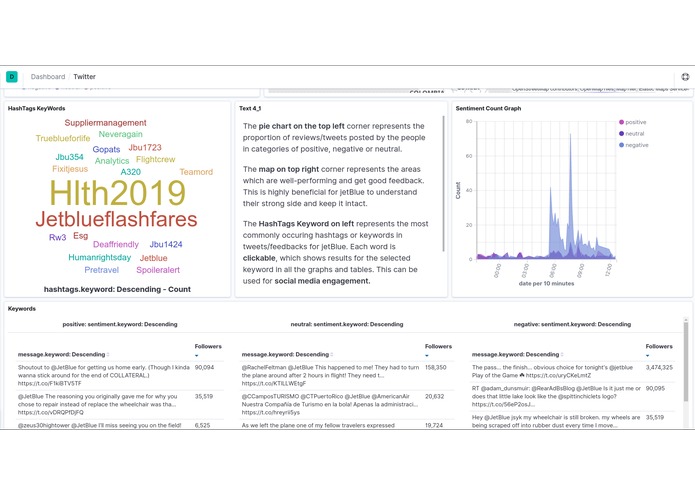 D Dashboard / Twitter
HashTags KeyWords
Suppliermanagement
Trueblueforlife Neveragain
Gopats Jbu1723
Jbu354 Analytics Flightcrew
Fixitjesus A320 Teamord
Hlth2019
Jetblueflashfares
Rw3 Esg
Deaffriendly Jbu1424
Humanrightsday Jetblue
Pretravel Spoileralert
hashtags.keyword: Descending - Count
Text 4_1
The pie chart on the top left corner represents the
proportion of reviews/tweets posted by the people
in categories of positive, negative or neutral.
The map on top right corner represents the areas
which are well-performing and get good feedback.
This is highly beneficial for jetBlue to understand
their strong side and keep it intact.
The HashTags Keyword on left represents the most
commonly occuring hashtags or keywords in
tweets/feedbacks for jetBlue. Each word is
clickable, which shows results for the selected
keyword in all the graphs and tables. This can be
used for social media engagement.
Sentiment Count Graph
80
60
40
20
0
Count
00:00
03:00
06:00
09:00
12:00
date per 10 minutes
positive
neutral
negative
Keywords
positive: sentiment.keyword: Descending
message.keyword: Descending Followers
Shoutout to @JetBlue for getting us home early. (Though I kinda 90,094
wanna stick around for the end of COLLATERAL.)
https://t.co/F1kiBTVSTF
@JetBlue The reasoning you originally gave me for why you 35,519
chose to repair instead of replace the wheelchair was tha...
https://t.co/vDRQPfDjFQ
@zeus30hightower @JetBlue I'll miss seeing you on the field! 6,525
neutral: sentiment.keyword: Descending
message.keyword: Descending Followers
@RachelFeltman @JetBlue This happened to me! They had to turn 158,350
the plane around after 2 hours in flight! They need t...
https://t.co/KTILLWEtgF
@CCamposTURISMO @CTPuertoRico @JetBlue @AmericanAir 20,632
Nuestra Compañía de Turismo en la bola! Apenas la administraci...
https://t.co/hreyrii5ys
As we left the plane one of my fellow travelers expressed 19,724
negative: sentiment.keyword: Descending
message.keyword: Descending Followers
The pass... the finish... obvious choice for tonight's @jetblue 3,474,325
Play of the Game https://t.co/uryCKeLmtZ
RT @adam_dunsmuir: @RearAdBsBlog @JetBlue Is it just me or 90,095
does that little lake look like the @spittinchiclets logo?
https://t.co/56eP2osJ...
Hey @JetBlue jsyk my wheelchair is still broken. my wheels are 35,519
being scraped off into rubber dust every time I move...